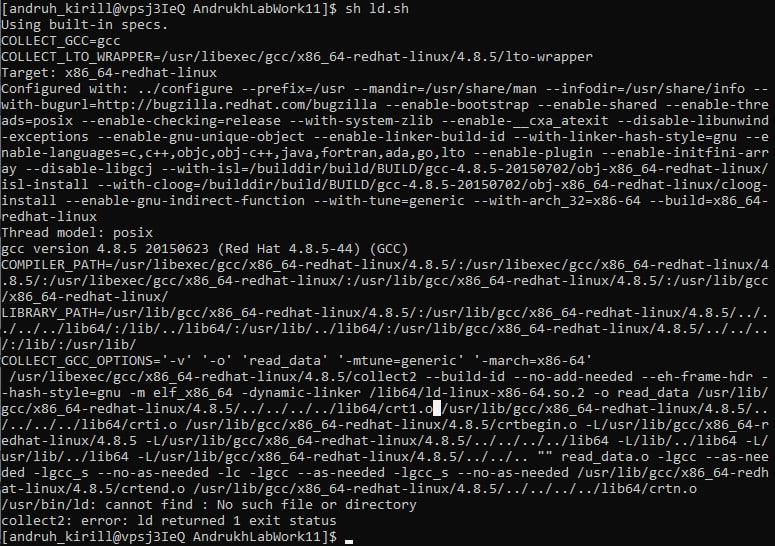 [andruh_kirill@vpsj3IeQ AndrukhLabWork11]$ sh ld.sh
Using built-in specs.
COLLECT_GCC=gcc
COLLECT_LTO_WRAPPER=/usr/libexec/gcc/x86_64-redhat-linux/4.8.5/lto-wrapper
Target: x86_64-redhat-linux
Configured with: ../configure --prefix=/usr --mandir=/usr/share/man --infodir=/usr/share/info --
with-bugurl=http://bugzilla.redhat.com/bugzilla --enable-bootstrap --enable-shared --enable-thre
ads=posix --enable-checking=release --with-system-zlib --enable-__cxa_atexit --disable-libunwind
-exceptions --enable-gnu-unique-object --enable-linker-build-id --with-linker-hash-style=gnu --e
nable-languages=c,c++,objc,obj-c++,java,fortran,ada,go,lto --enable-plugin --enable-initfini-arr
ay --disable-libgcj --with-isl=/builddir/build/BUILD/gcc-4.8.5-20150702/obj-x86_64-redhat-linux/
isl-install --with-cloog=/builddir/build/BUILD/gcc-4.8.5-20150702/obj-x86_64-redhat-linux/cloog-
install --enable-gnu-indirect-function --with-tune=generic --with-arch_32=x86-64 --build=x86_64-
redhat-linux
Thread model: posix
gcc version 4.8.5 20150623 (Red Hat 4.8.5-44) (GCC)
COMPILER_PATH=/usr/libexec/gcc/x86_64-redhat-linux/4.8.5/:/usr/libexec/gcc/x86_64-redhat-linux/4
.8.5/:/usr/libexec/gcc/x86_64-redhat-linux/:/usr/lib/gcc/x86_64-redhat-linux/4.8.5/:/usr/lib/gcc
/x86_64-redhat-linux/
LIBRARY_PATH=/usr/lib/gcc/x86_64-redhat-linux/4.8.5/:/usr/lib/gcc/x86_64-redhat-linux/4.8.5/../.
./../../lib64/:/lib/../lib64/:/usr/lib/../lib64/:/usr/lib/gcc/x86_64-redhat-linux/4.8.5/../../..
/:/lib/:/usr/lib/
COLLECT_GCC_OPTIONS='-v' '-o' 'read_data' '-mtune=generic' '-march=x86-64'
/usr/libexec/gcc/x86_64-redhat-linux/4.8.5/collect2 --build-id --no-add-needed --eh-frame-hdr -
-hash-style=gnu -m elf_x86_64 -dynamic-linker /lib64/ld-linux-x86-64.so.2 -o read_data /usr/lib/
gcc/x86_64-redhat-linux/4.8.5/../../../../lib64/crt1.o /usr/lib/gcc/x86_64-redhat-linux/4.8.5/..
/../../../lib64/crti.o /usr/lib/gcc/x86_64-redhat-linux/4.8.5/crtbegin.o -L/usr/lib/gcc/x86_64-r
edhat-linux/4.8.5 -L/usr/lib/gcc/x86_64-redhat-linux/4.8.5/../../../../lib64 -L/lib/../lib64 -L/
usr/lib/../lib64 -L/usr/lib/gcc/x86_64-redhat-linux/4.8.5/../../.. "" read_data.o -lgcc --as-nee
ded -lgcc_s --no-as-needed -lc -lgcc --as-needed -lgcc_s --no-as-needed /usr/lib/gcc/x86_64-redh
at-linux/4.8.5/crtend.o /usr/lib/gcc/x86_64-redhat-linux/4.8.5/../../../../lib64/crtn.o
/usr/bin/ld: cannot find : No such file or directory
collect2: error: ld returned 1 exit status
[andruh_kirill@vpsj3IeQ AndrukhLabWork11]$